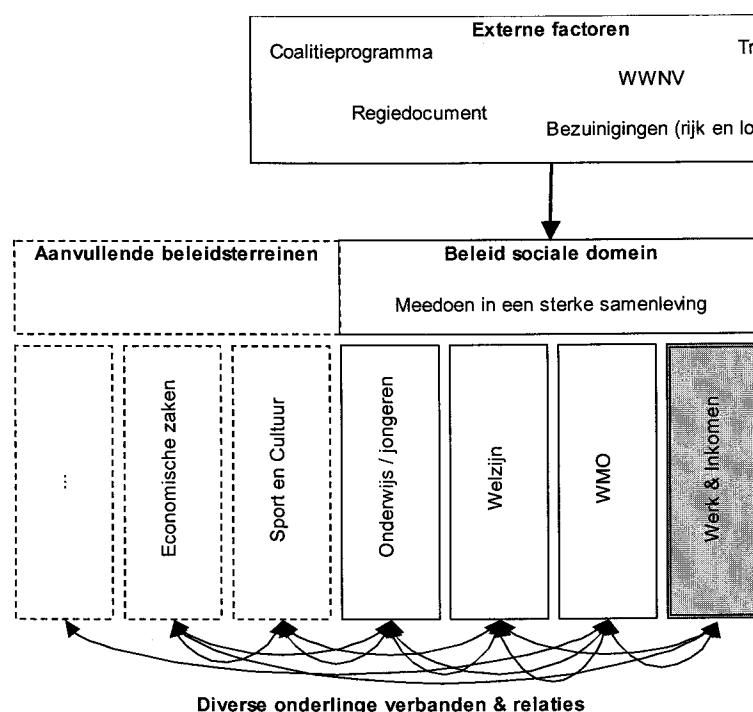 Externe factoren
Coalitieprogramma
WWNV
Regiedocument
Bezuinigingen (rijk en
Aanvullende beleidsterreinen
Beleid sociale domein
Meedoen in een sterke samenleving
...
Economische zaken
Sport en Cultuur
Onderwijs / jongeren
Welzijn
WMO
Werk & Inkomen
Diverse onderlinge verbanden & relaties